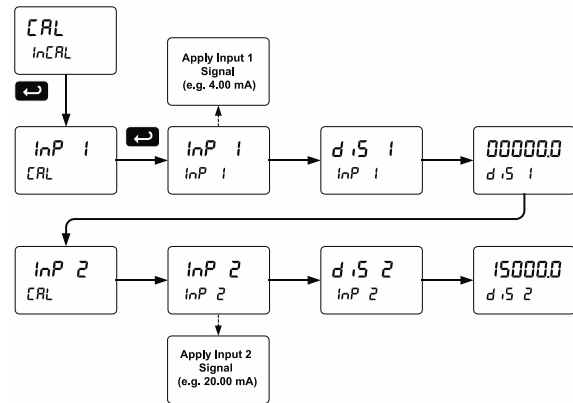 CAL
InCAL
Apply Input 1
Signal
(e.g. 4.00 mA)
InP 1
CAL
InP 1
InP 1
diS 1
InP 1
00000.0
diS 1
InP 2
CAL
InP 2
InP 2
diS 2
InP 2
15000.0
diS 2
Apply Input 2
Signal
(e.g. 20.00 mA)